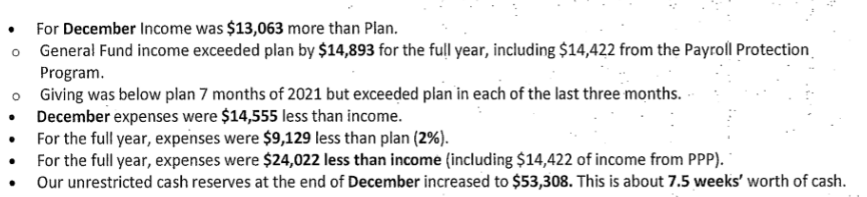 • For December Income was $13,063 more than Plan.
o General Fund income exceeded plan by $14,893 for the full year, including $14,422 from the Payroll Protection
Program.
o Giving was below plan 7 months of 2021 but exceeded plan in each of the last three months.
• December expenses were $14,555 less than income.
• For the full year, expenses were $9,129 less than plan (2%).
• For the full year, expenses were $24,022 less than income (including $14,422 of income from PPP).
• Our unrestricted cash reserves at the end of December increased to $53,308. This is about 7.5 weeks' worth of cash.